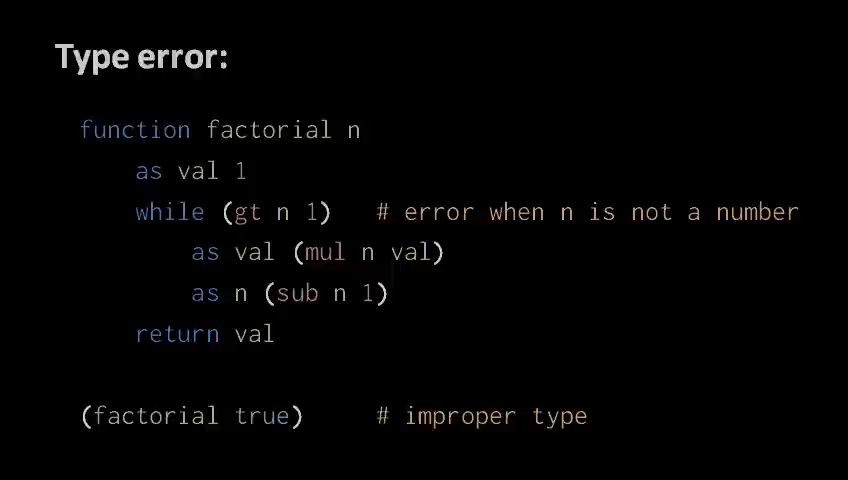 Type error:
function factorial n
as val 1
while (gt n 1) # error when n is not a number
as val (mul n val)
as n (sub n 1)
return val
(factorial true) # improper type